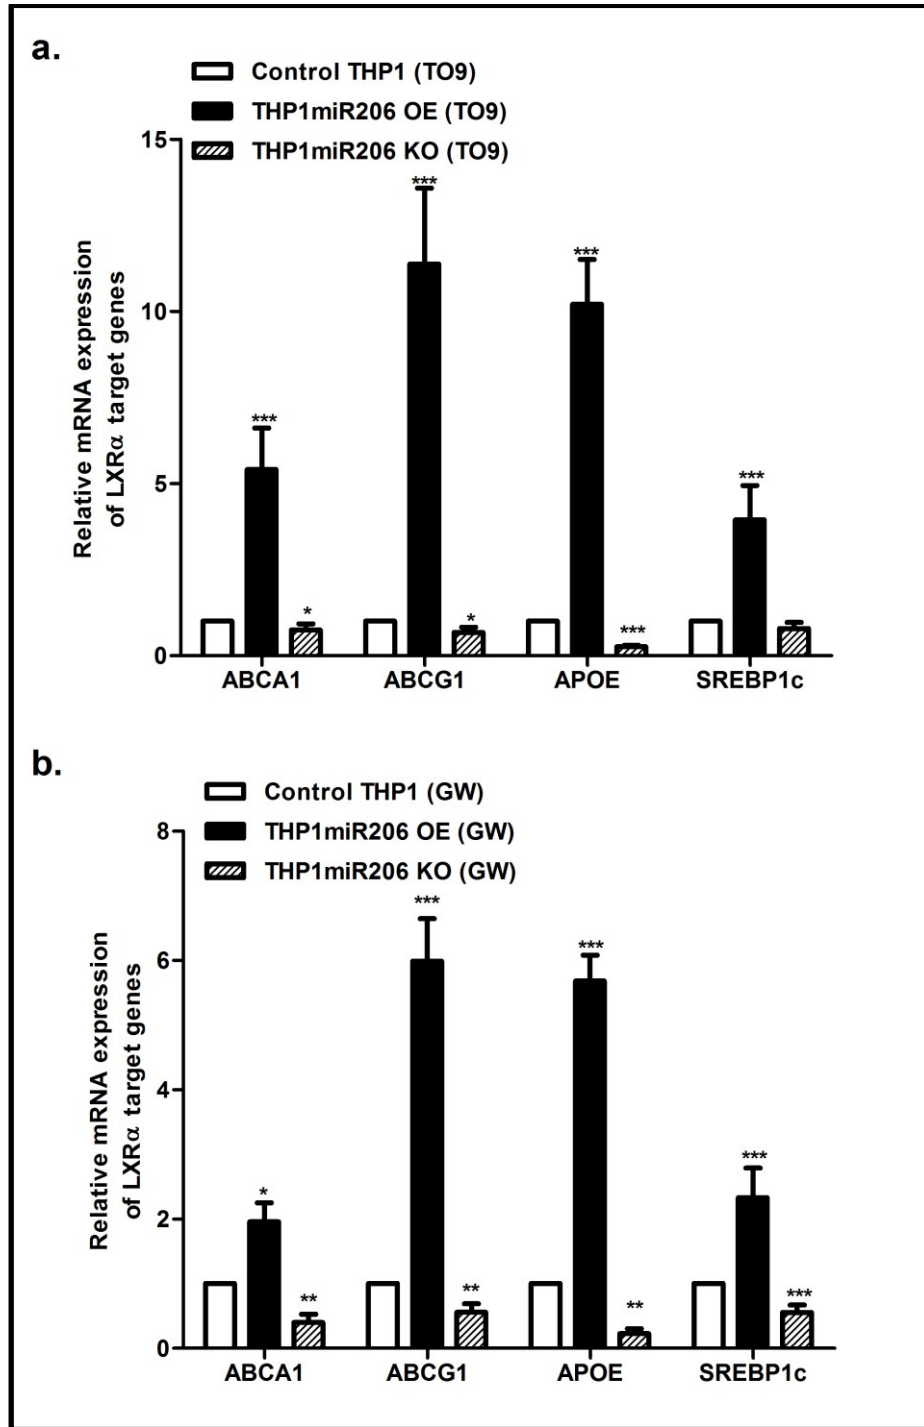 a.
Control THP1 (TO9)
THP1miR206 OE (TO9)
THP1miR206 KO (TO9)
Relative mRNA expression
of LXRα target genes
15
10
5
0
***
*
***
*
***
***
***
ABCA1 ABCG1 APOE SREBP1c
b.
Control THP1 (GW)
THP1miR206 OE (GW)
THP1miR206 KO (GW)
Relative mRNA expression
of LXRα target genes
8
6
4
2
0
*
**
***
**
***
**
***
***
ABCA1 ABCG1 APOE SREBP1c